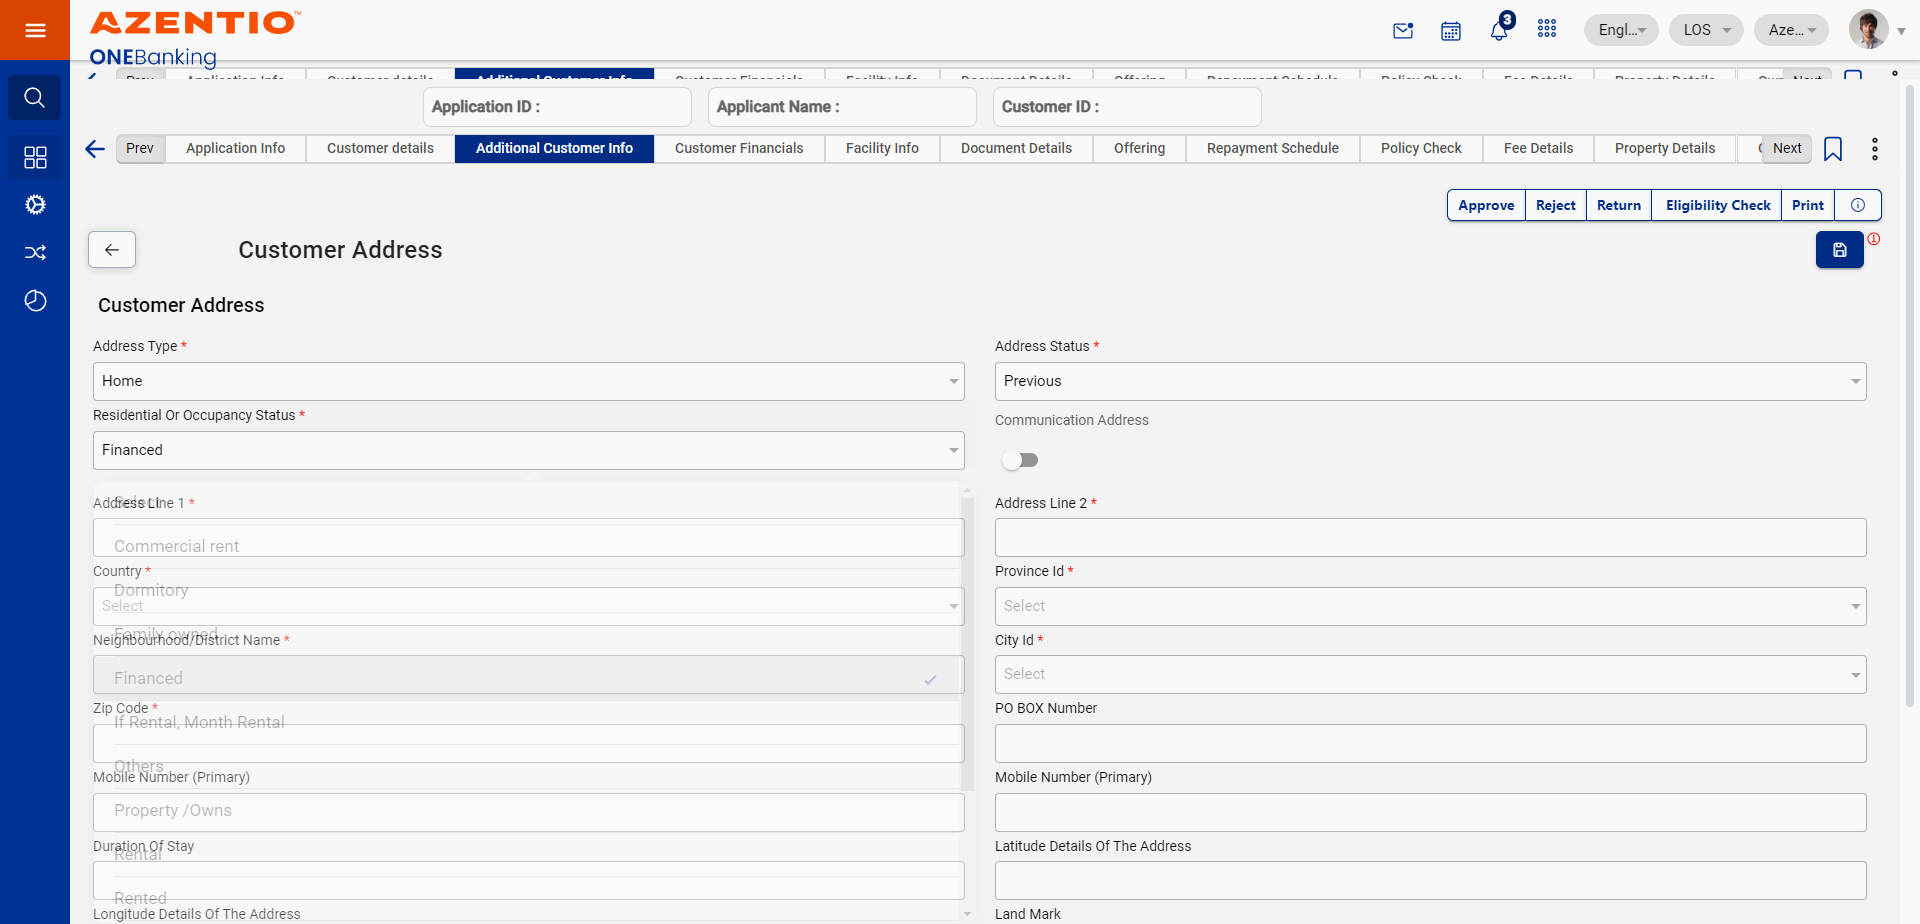 AZENTIO™
ONEBanking
3
Engl...
LOS
Aze...
Additional Customer Info
Application ID :
Applicant Name :
Customer ID :
Prev
Application Info
Customer details
Additional Customer Info
Customer Financials
Facility Info
Document Details
Offering
Repayment Schedule
Policy Check
Fee Details
Property Details
Next
Approve
Reject
Return
Eligibility Check
Print
Customer Address
Customer Address
Address Type *
Address Status *
Home
Previous
Residential Or Occupancy Status *
Communication Address
Financed
Address Line 1 *
Select
Address Line 2 *
Commercial rent
Country *
Province Id *
Dormitory
Select
Select
Family owned
Neighbourhood/District Name *
City Id *
Financed
Select
Zip Code *
PO BOX Number
If Rental, Month Rental
Others
Mobile Number (Primary)
Mobile Number (Primary)
Property /Owns
Duration Of Stay
Latitude Details Of The Address
Rental
Rented
Longitude Details Of The Address
Land Mark